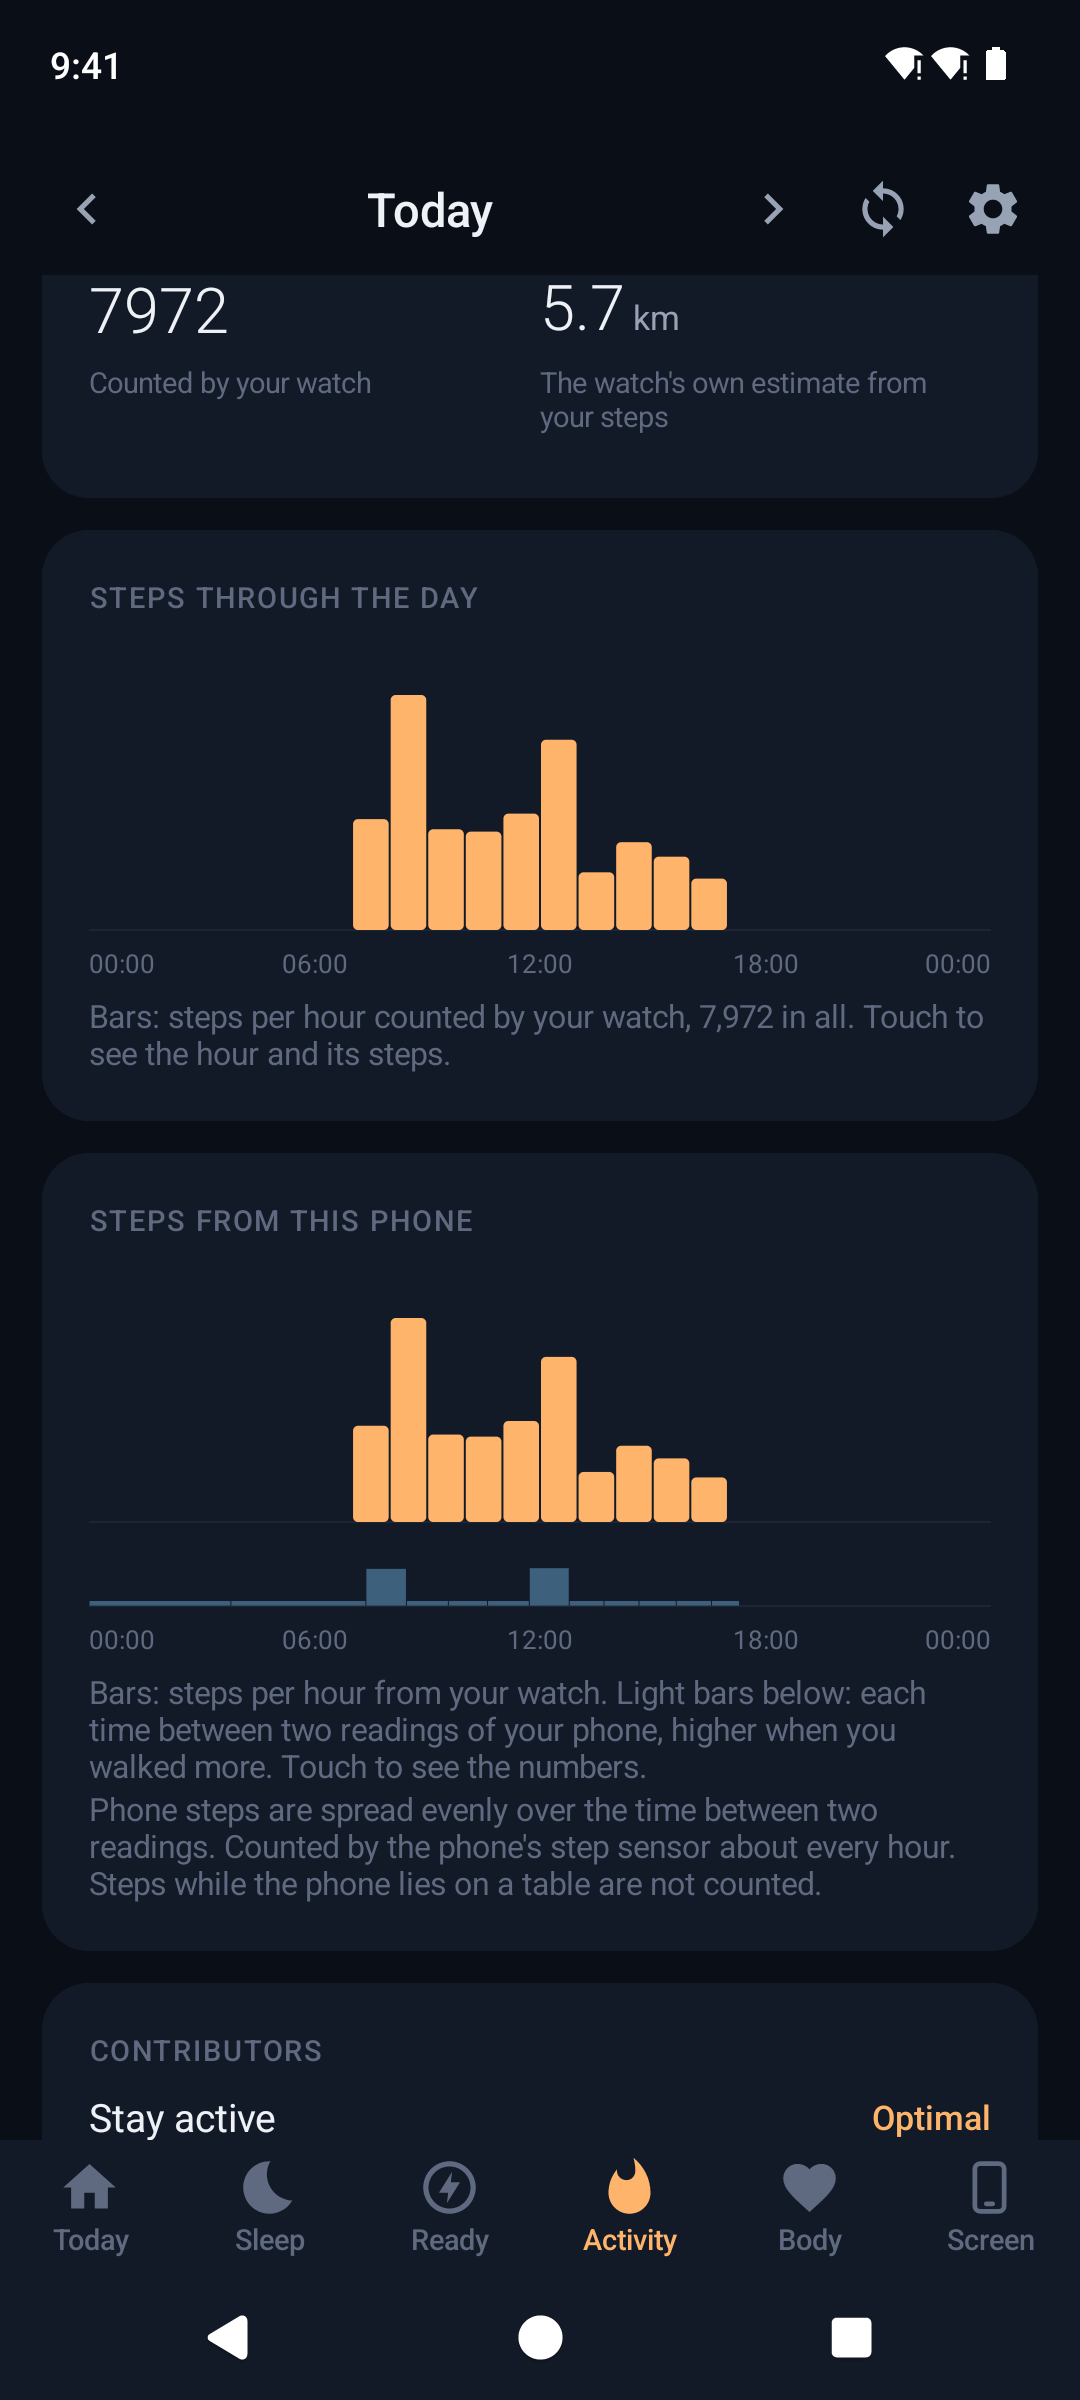 9:41
Today
7972
5.7 km
Counted by your watch
The watch's own estimate from
your steps
STEPS THROUGH THE DAY
00:00 06:00 12:00 18:00 00:00
Bars: steps per hour counted by your watch, 7,972 in all. Touch to
see the hour and its steps.
STEPS FROM THIS PHONE
00:00 06:00 12:00 18:00 00:00
Bars: steps per hour from your watch. Light bars below: each
time between two readings of your phone, higher when you
walked more. Touch to see the numbers.
Phone steps are spread evenly over the time between two
readings. Counted by the phone's step sensor about every hour.
Steps while the phone lies on a table are not counted.
CONTRIBUTORS
Stay active Optimal
Today Sleep Ready Activity Body Screen